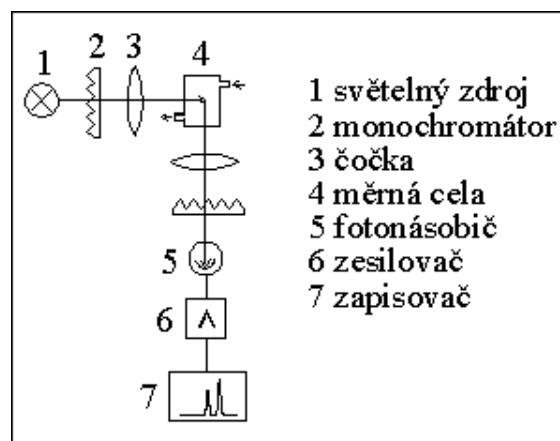 1
2
3
4
5
6
7
1 světelný zdroj
2 monochromátor
3 čočka
4 měrná cela
5 fotonásobič
6 zesilovač
7 zapisovač